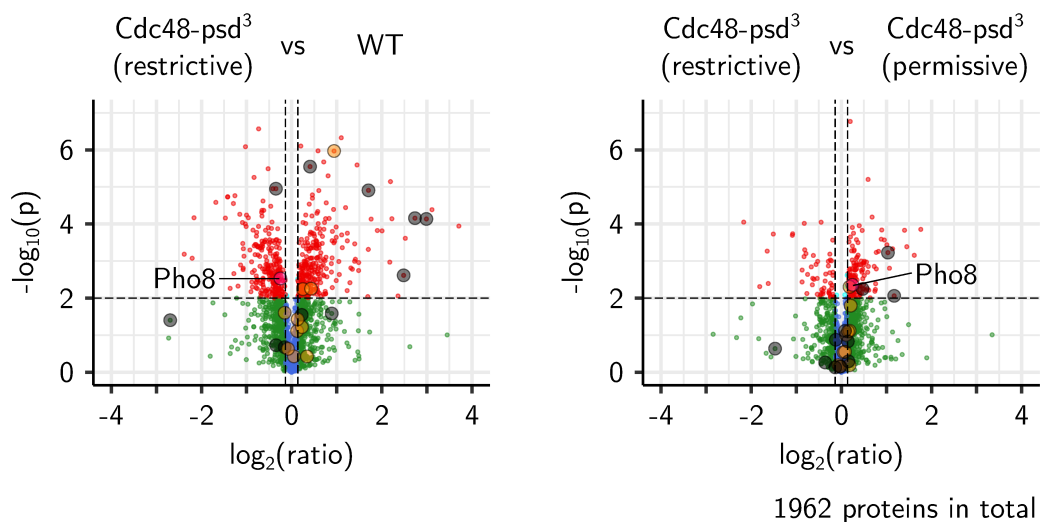 Cdc48-psd³ (restrictive) vs WT
Cdc48-psd³ (restrictive) vs Cdc48-psd³ (permissive)
-log₁₀(p)
6
4
2
0
Pho8
-4 -2 0 2 4
log₂(ratio)
-log₁₀(p)
6
4
2
0
Pho8
-4 -2 0 2 4
log₂(ratio)
1962 proteins in total